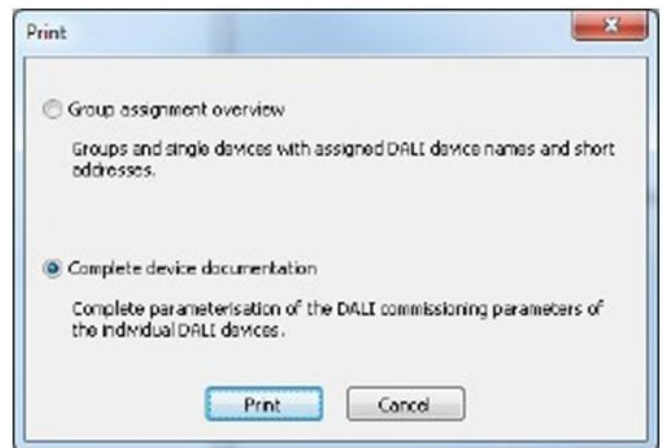 Print
Group assignment overview
Groups and single devices with assigned DALI device names and short
addresses.
Complete device documentation
Complete parameterisation of the DALI commissioning parameters of
the individual DALI devices.
Print
Cancel